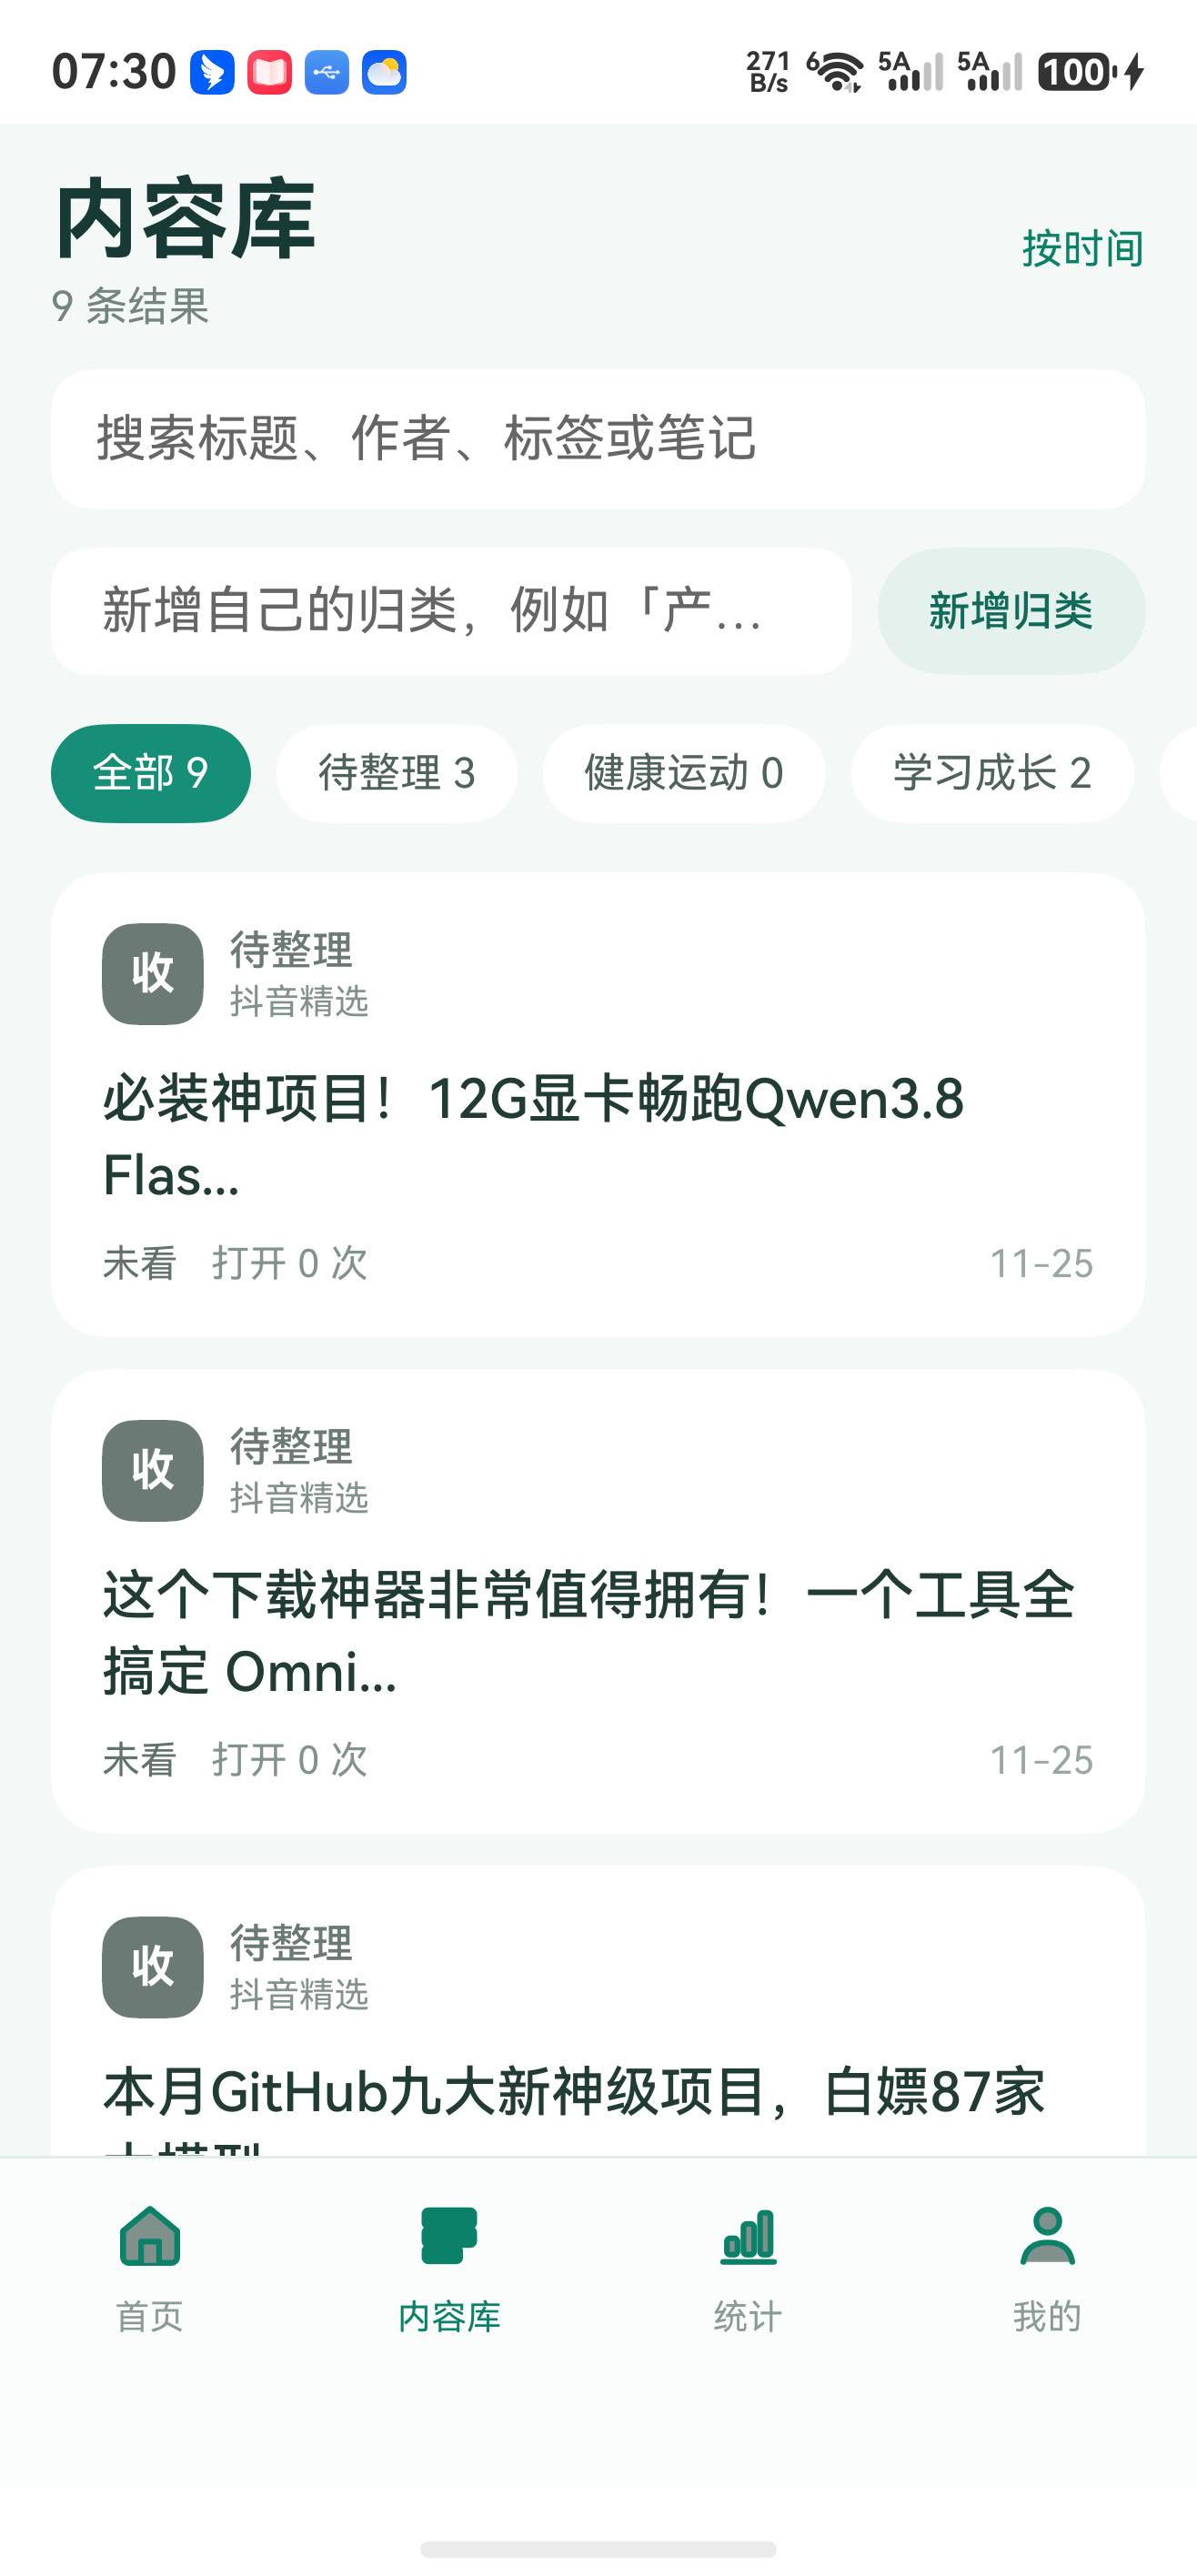 07:30
271 B/s 6 5A 5A 100
内容库
按时间
9 条结果
搜索标题、作者、标签或笔记
新增自己的归类，例如「产...
新增归类
全部 9
待整理 3
健康运动 0
学习成长 2
收
待整理
抖音精选
必装神项目！12G显卡畅跑Qwen3.8
Flas...
未看 打开 0 次
11-25
收
待整理
抖音精选
这个下载神器非常值得拥有！一个工具全
搞定 Omni...
未看 打开 0 次
11-25
收
待整理
抖音精选
本月GitHub九大新神级项目，白嫖87家
首页
内容库
统计
我的